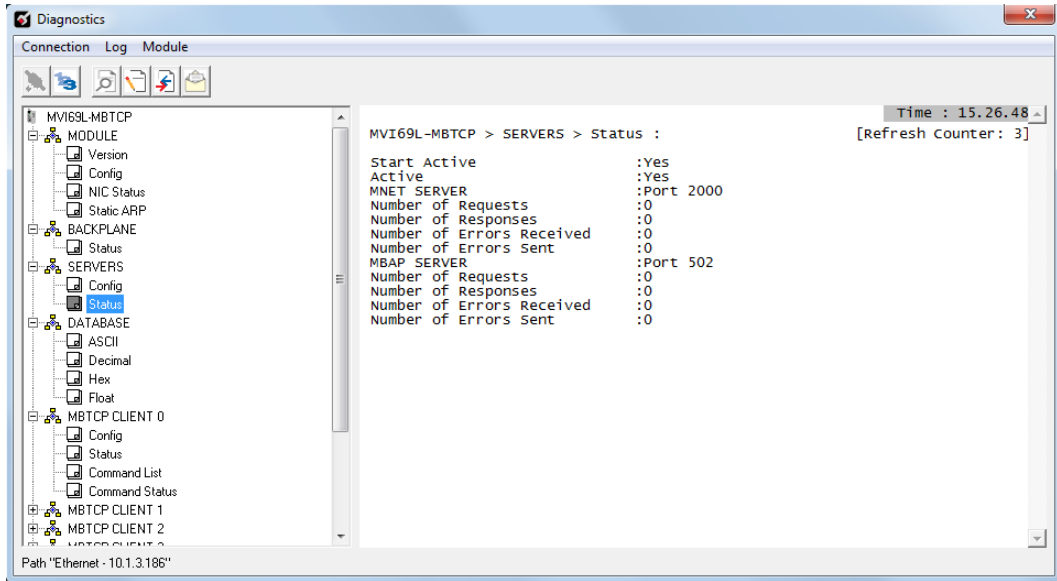 Diagnostics
Connection Log Module
MVI69L-MBTCP
MODULE
Version
Config
NIC Status
Static ARP
BACKPLANE
Status
SERVERS
Config
Status
DATABASE
ASCII
Decimal
Hex
Float
MBTCP CLIENT 0
Config
Status
Command List
Command Status
MBTCP CLIENT 1
MBTCP CLIENT 2
Time : 15.26.48
MVI69L-MBTCP > SERVERS > Status : [Refresh Counter: 3]
Start Active :Yes
Active :Yes
MNET SERVER :Port 2000
Number of Requests :0
Number of Responses :0
Number of Errors Received :0
Number of Errors Sent :0
MBAP SERVER :Port 502
Number of Requests :0
Number of Responses :0
Number of Errors Received :0
Number of Errors Sent :0
Path "Ethernet - 10.1.3.186"